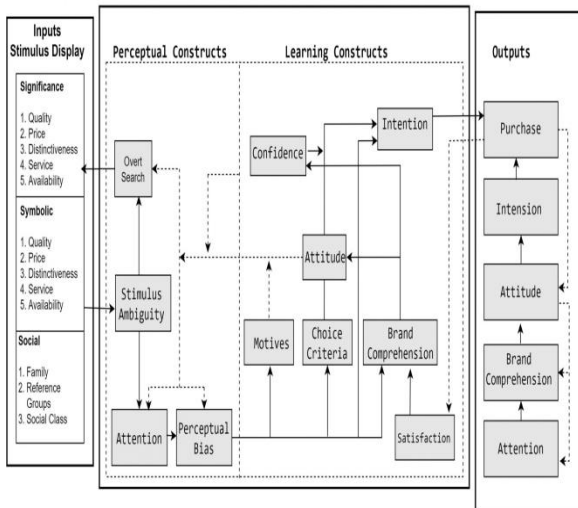 Inputs
Stimulus Display
Significance
1. Quality
2. Price
3. Distinctiveness
4. Service
5. Availability
Symbolic
1. Quality
2. Price
3. Distinctiveness
4. Service
5. Availability
Social
1. Family
2. Reference
Groups
3. Social Class
Perceptual Constructs
Overt
Search
Stimulus
Ambiguity
Attention
Perceptual
Bias
Learning Constructs
Confidence
Intention
Attitude
Motives
Choice
Criteria
Brand
Comprehension
Satisfaction
Outputs
Purchase
Intension
Attitude
Brand
Comprehension
Attention